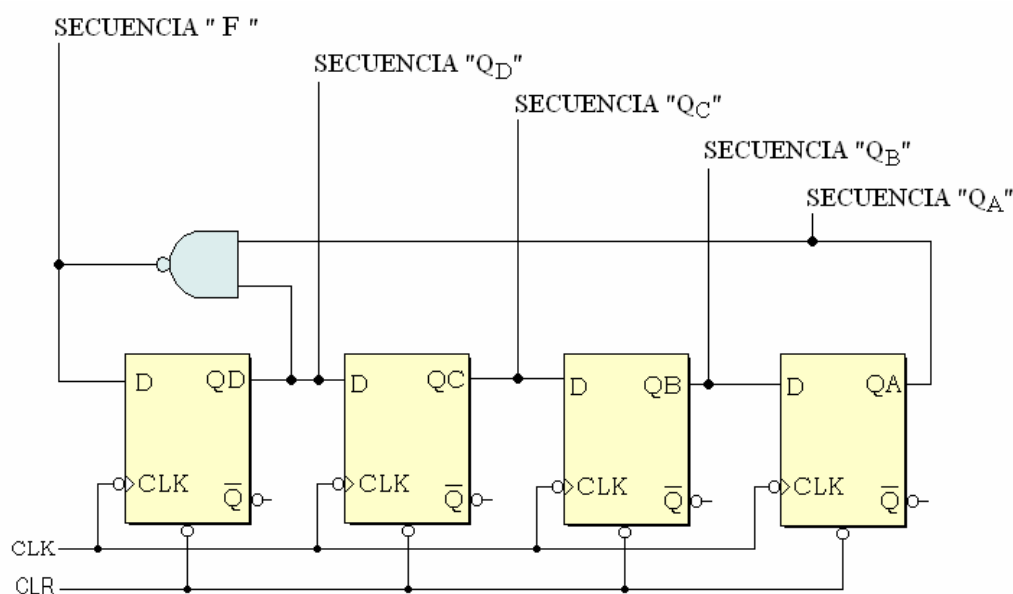 SECUENCIA " F "
SECUENCIA "QD"
SECUENCIA "QC"
SECUENCIA "QB"
SECUENCIA "QA"
D QD
D QC
D QB
D QA
CLK Q̅
CLK Q̅
CLK Q̅
CLK Q̅
CLK
CLR